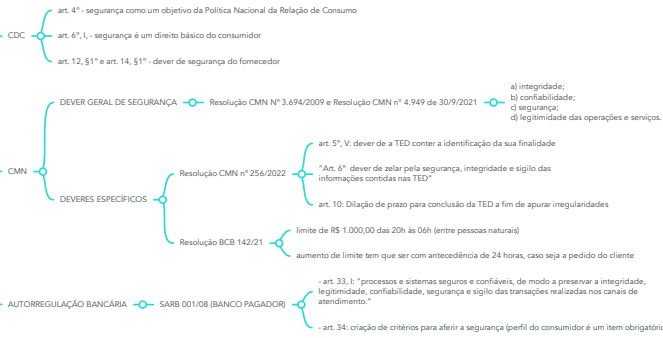 art. 4º - segurança como um objetivo da Política Nacional da Relação de Consumo
CDC
art. 6º, I, - segurança é um direito básico do consumidor
art. 12, §1º e art. 14, §1º - dever de segurança do fornecedor
DEVER GERAL DE SEGURANÇA
Resolução CMN Nº 3.694/2009 e Resolução CMN nº 4.949 de 30/9/2021
a) integridade;
b) confiabilidade;
c) segurança;
d) legitimidade das operações e serviços.
CMN
DEVERES ESPECÍFICOS
Resolução CMN nº 256/2022
art. 5º, V: dever de a TED conter a identificação da sua finalidade
“Art. 6º dever de zelar pela segurança, integridade e sigilo das
informações contidas nas TED”
art. 10: Dilação de prazo para conclusão da TED a fim de apurar irregularidades
Resolução BCB 142/21
limite de R$ 1.000,00 das 20h às 06h (entre pessoas naturais)
aumento de limite tem que ser com antecedência de 24 horas, caso seja a pedido do cliente
AUTORREGULAÇÃO BANCÁRIA
SARB 001/08 (BANCO PAGADOR)
- art. 33, I: “processos e sistemas seguros e confiáveis, de modo a preservar a integridade,
legitimidade, confiabilidade, segurança e sigilo das transações realizadas nos canais de
atendimento.”
- art. 34: criação de critérios para aferir a segurança (perfil do consumidor é um item obrigatório